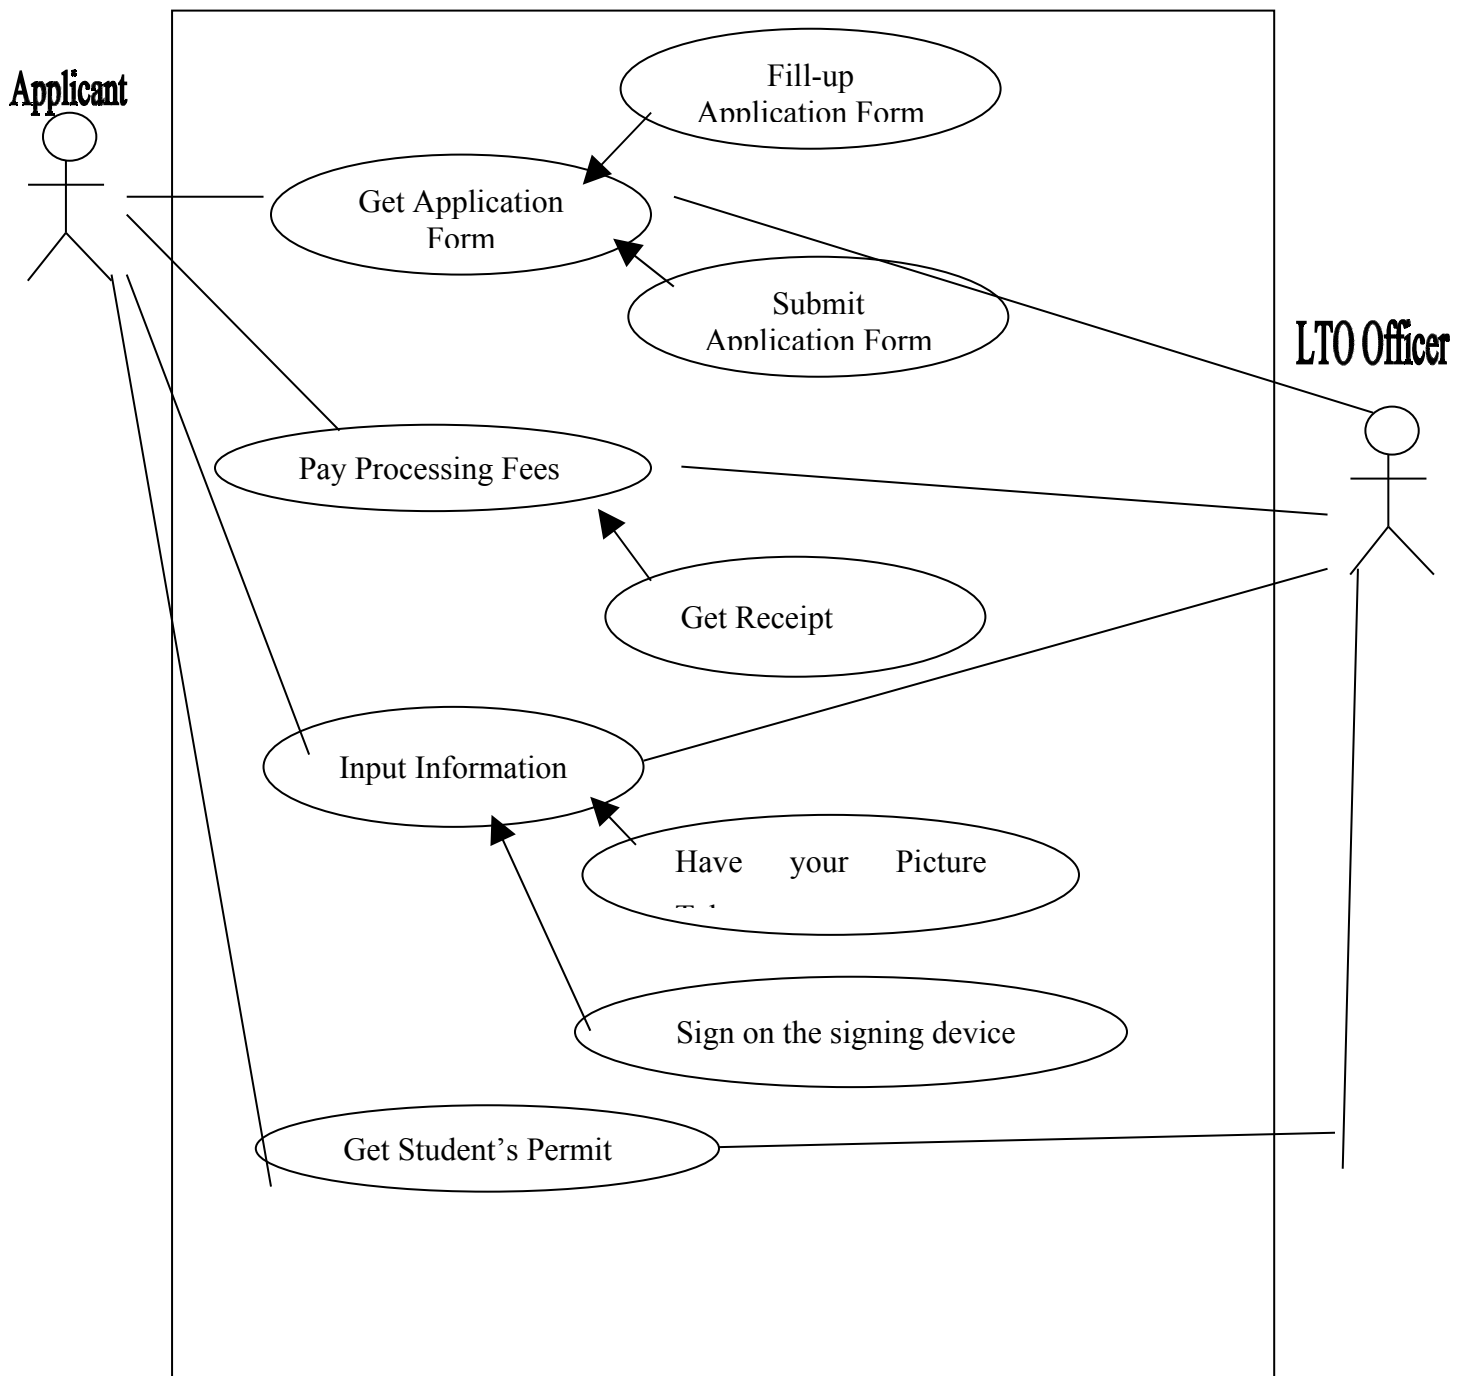 Applicant
Fill-up
Application Form
Get Application
Form
Submit
Application Form
LTO Officer
Pay Processing Fees
Get Receipt
Input Information
Have your Picture
Sign on the signing device
Get Student’s Permit